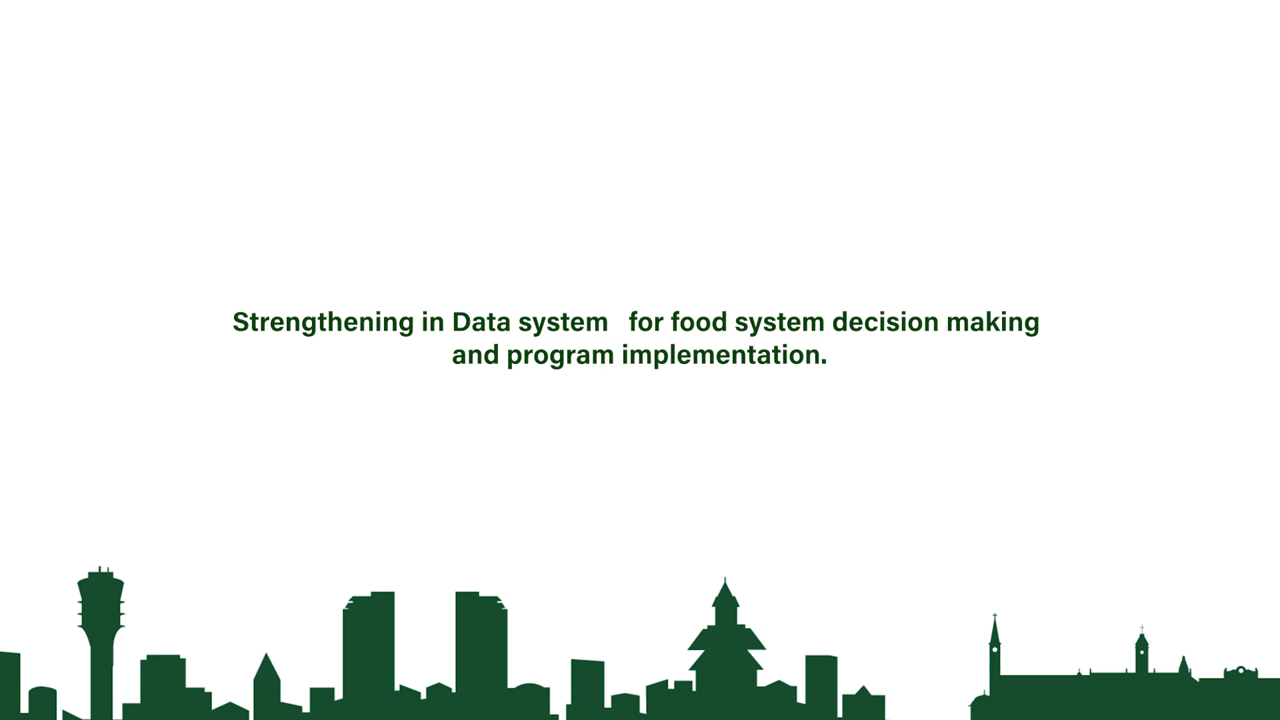 Strengthening in Data system   for food system decision making
and program implementation.